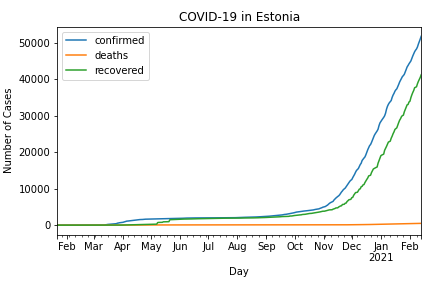 COVID-19 in Estonia
confirmed
deaths
recovered
Number of Cases
50000
40000
30000
20000
10000
0
Feb Mar Apr May Jun Jul Aug Sep Oct Nov Dec Jan Feb
2021
Day